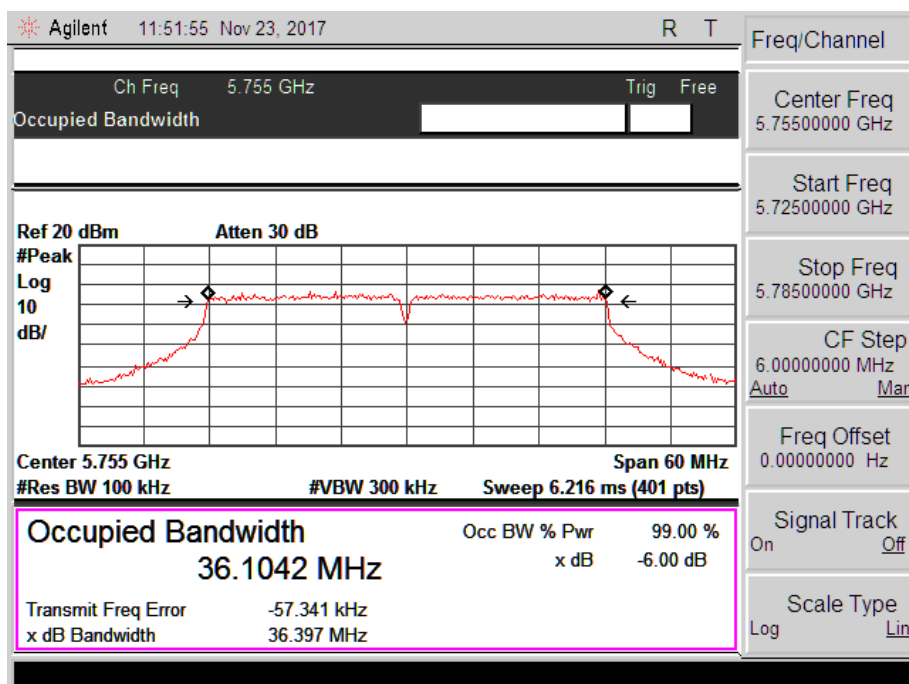 Agilent 11:51:55 Nov 23, 2017 R T
Ch Freq 5.755 GHz Trig Free
Occupied Bandwidth
Ref 20 dBm Atten 30 dB
#Peak
Log
10
dB/
Center 5.755 GHz Span 60 MHz
#Res BW 100 kHz #VBW 300 kHz Sweep 6.216 ms (401 pts)
Occupied Bandwidth
36.1042 MHz
Occ BW % Pwr 99.00 %
x dB -6.00 dB
Transmit Freq Error -57.341 kHz
x dB Bandwidth 36.397 MHz
Freq/Channel
Center Freq
5.75500000 GHz
Start Freq
5.72500000 GHz
Stop Freq
5.78500000 GHz
CF Step
6.00000000 MHz
Auto Man
Freq Offset
0.00000000 Hz
Signal Track
On Off
Scale Type
Log Lin